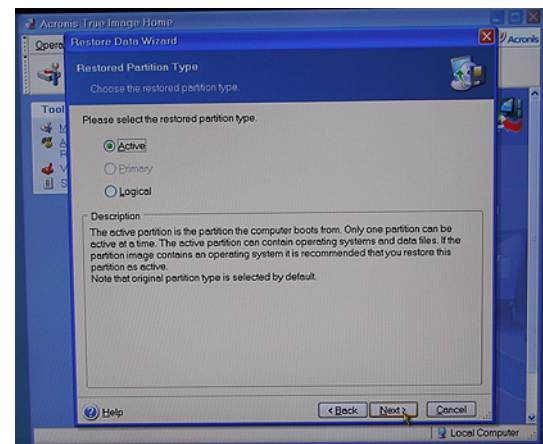 Acronis True Image Home
Opera
Restore Data Wizard
Acronis
Restored Partition Type
Choose the restored partition type.
Tool
Please select the restored partition type.
Active
Primary
Logical
Description
The active partition is the partition the computer boots from. Only one partition can be
active at a time. The active partition can contain operating systems and data files. If the
partition image contains an operating system it is recommended that you restore this
partition as active.
Note that original partition type is selected by default.
Help
< Back
Next >
Cancel
Local Computer